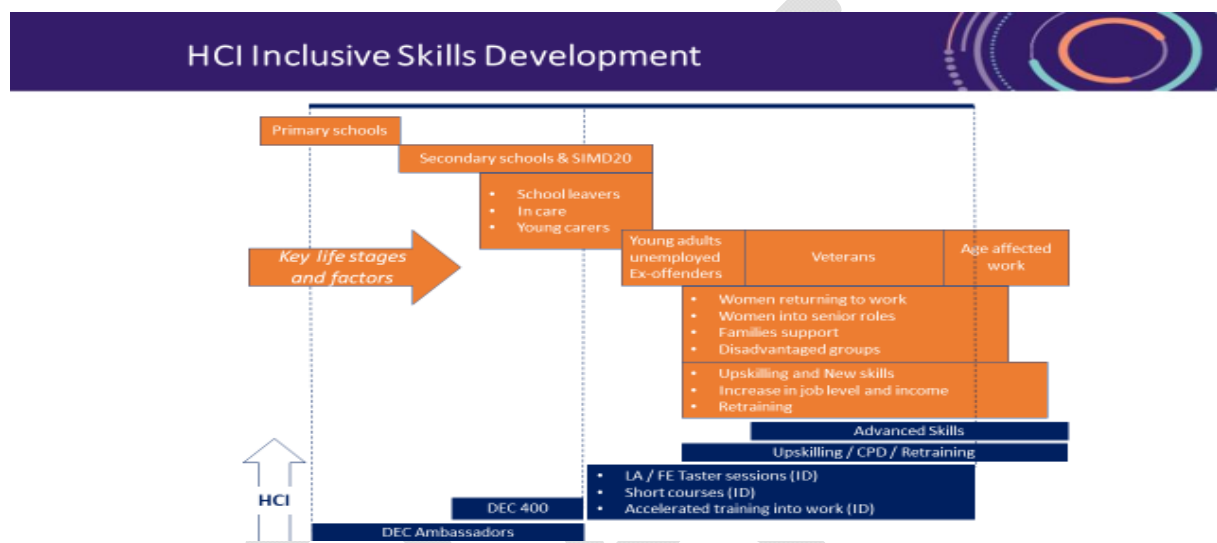 HCI Inclusive Skills Development
Primary schools
Secondary schools & SIMD20
• School leavers
• In care
• Young carers
Key life stages
and factors
Young adults
unemployed
Ex-offenders
Veterans
Age affected
work
• Women returning to work
• Women into senior roles
• Families support
• Disadvantaged groups
• Upskilling and New skills
• Increase in job level and income
• Retraining
Advanced Skills
Upskilling / CPD / Retraining
• LA / FE Taster sessions (ID)
• Short courses (ID)
• Accelerated training into work (ID)
HCI
DEC 400
DEC Ambassadors